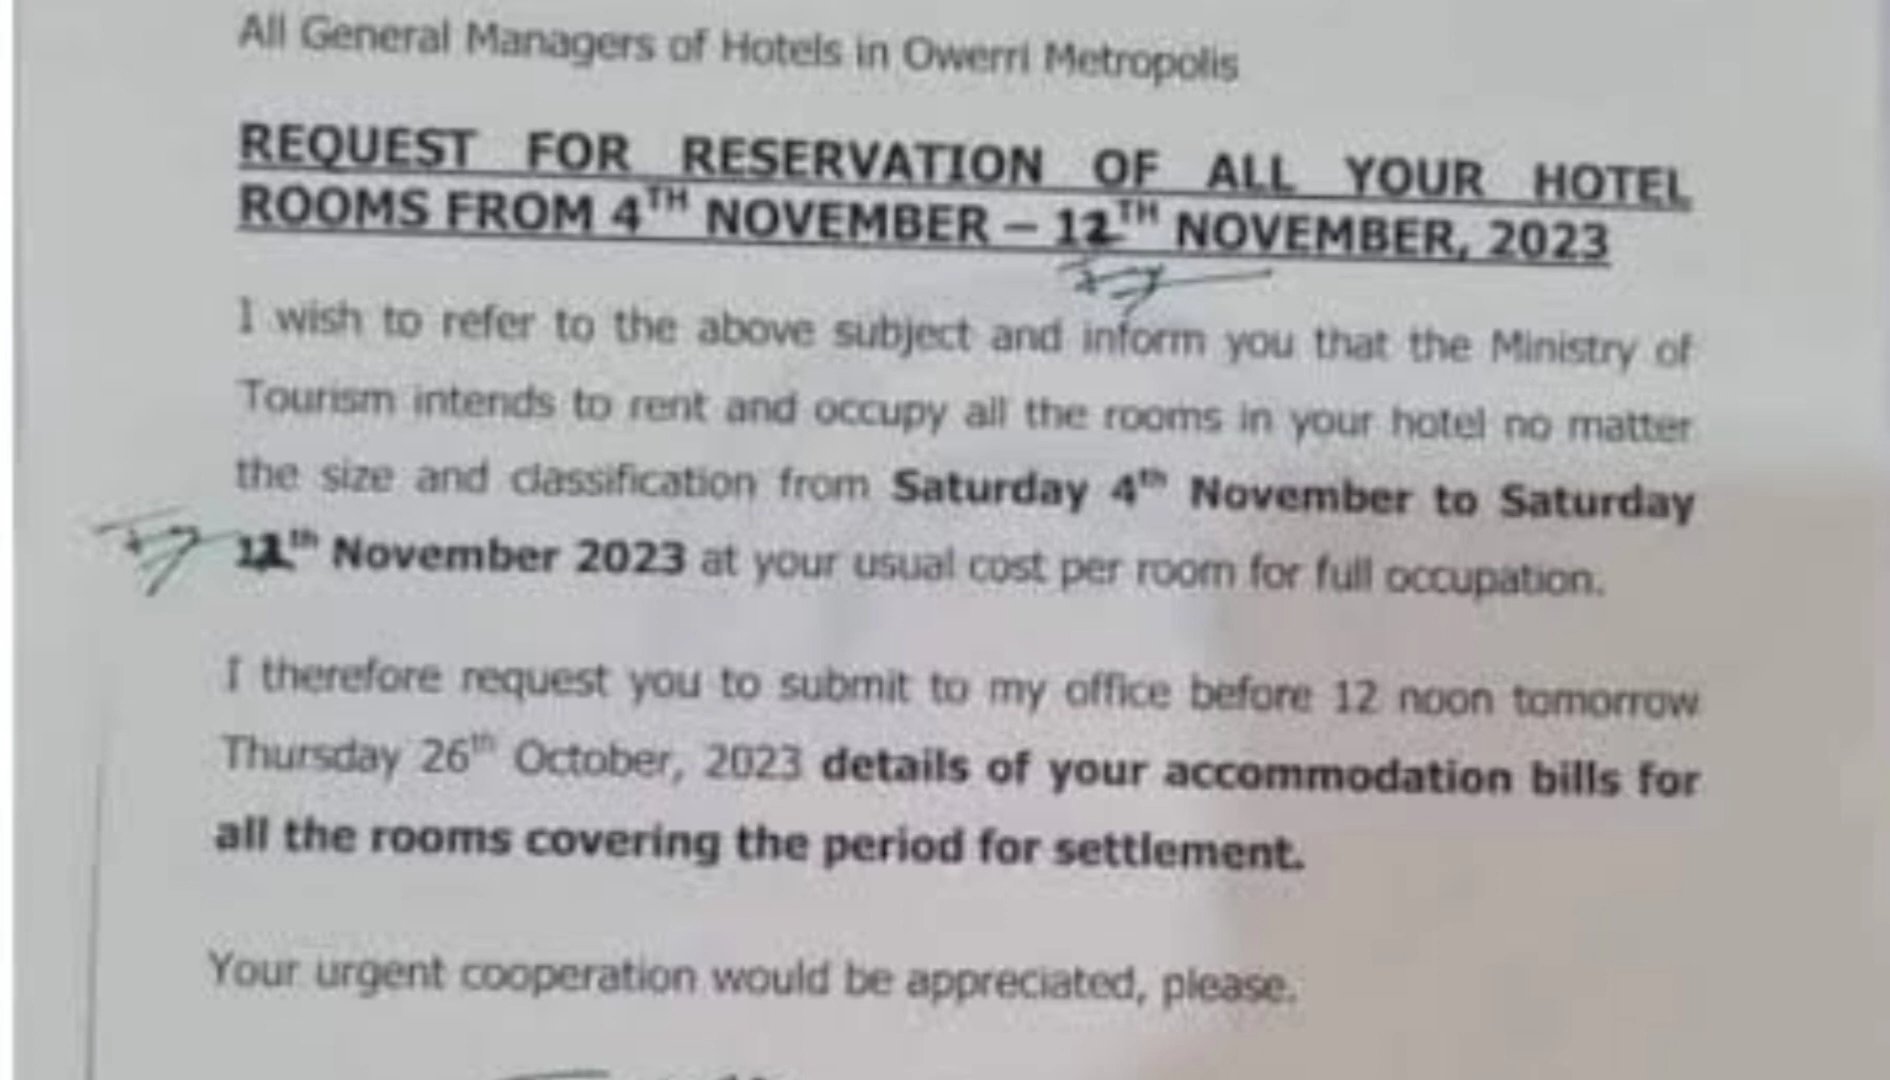 All General Managers of Hotels in Owerri Metropolis
REQUEST FOR RESERVATION OF ALL YOUR HOTEL
ROOMS FROM 4TH NOVEMBER – 12TH NOVEMBER, 2023
I wish to refer to the above subject and inform you that the Ministry of
Tourism intends to rent and occupy all the rooms in your hotel no matter
the size and classification from Saturday 4th November to Saturday
November 2023 at your usual cost per room for full occupation.
I therefore request you to submit to my office before 12 noon tomorrow
Thursday 26th October, 2023 details of your accommodation bills for
all the rooms covering the period for settlement.
Your urgent cooperation would be appreciated, please.